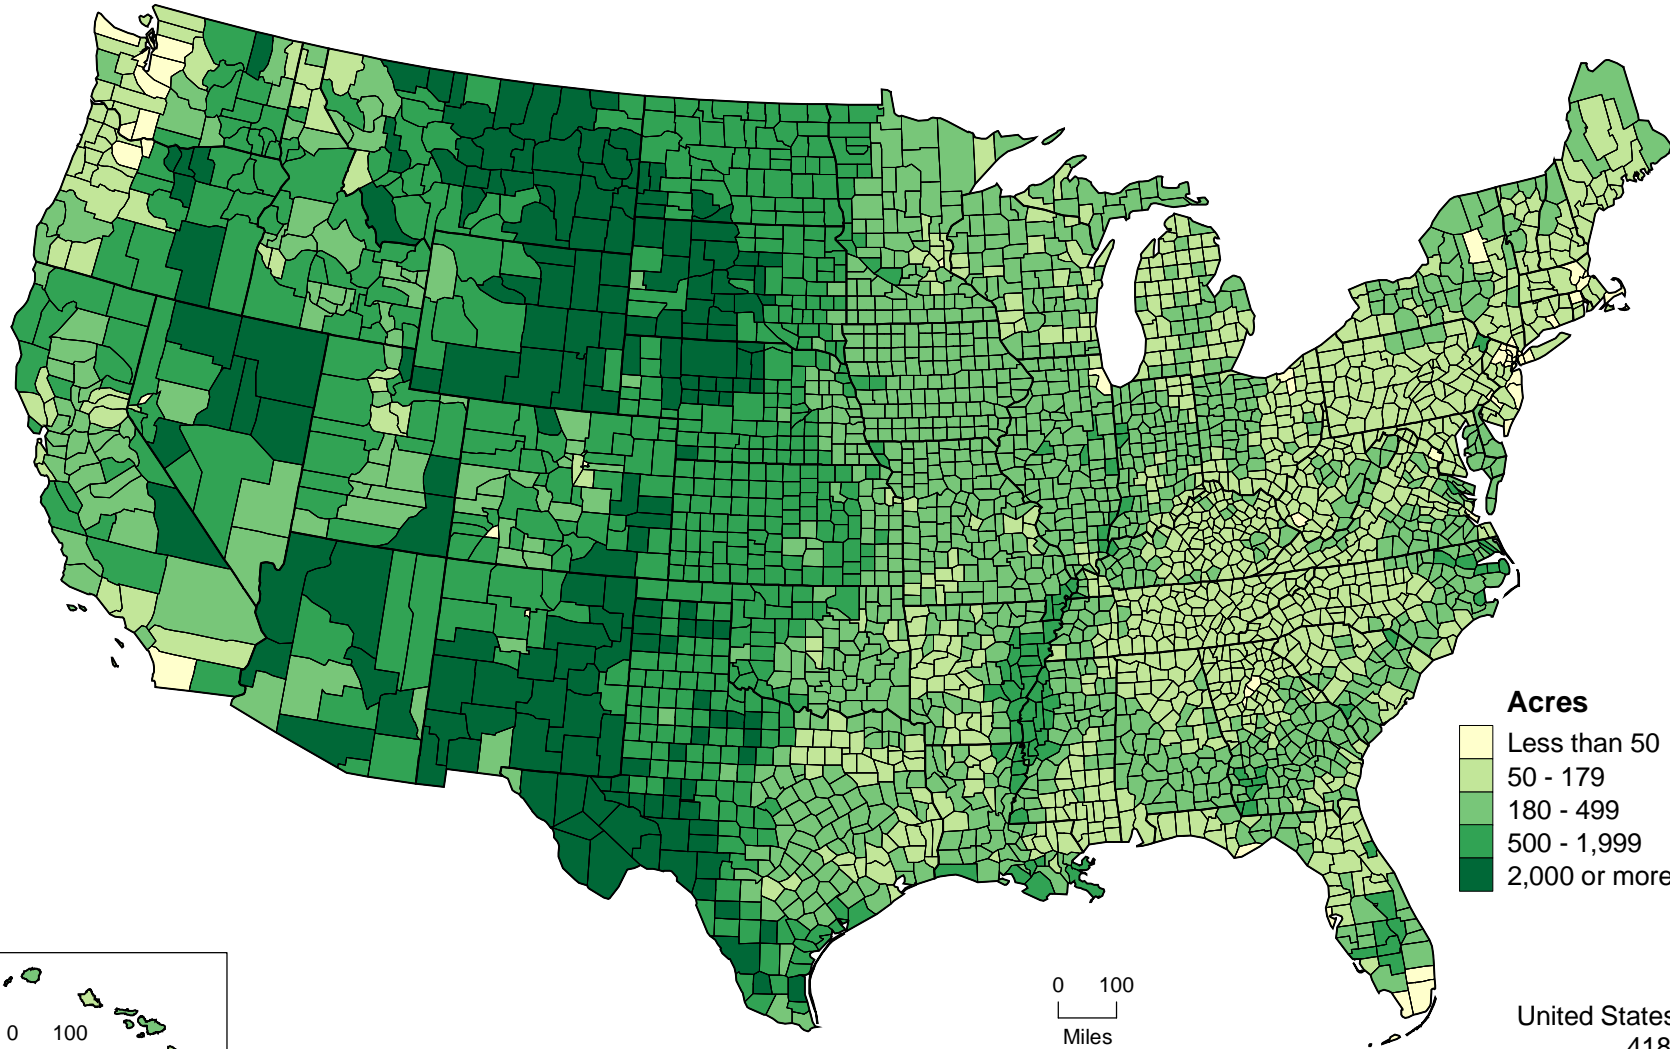 Acres
Less than 50
50 - 179
180 - 499
500 - 1,999
2,000 or more
0 100
Miles
0 100
United States
418